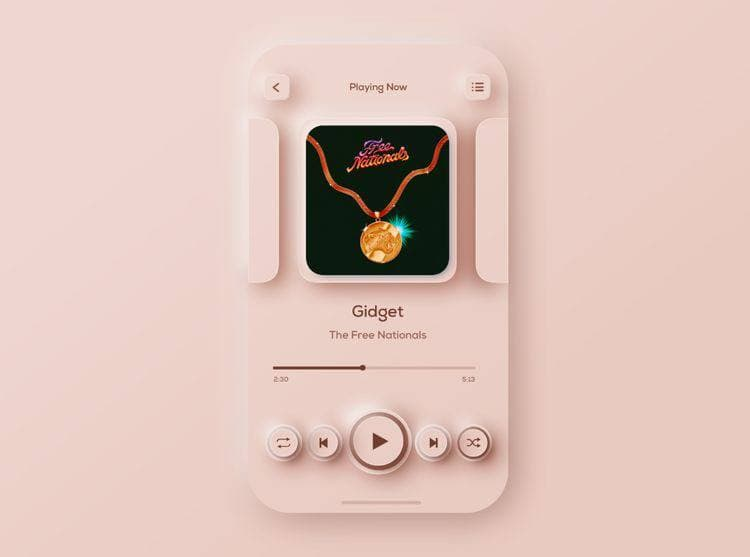 Playing Now
Free
Nationals
Gidget
The Free Nationals
2:30
5:13